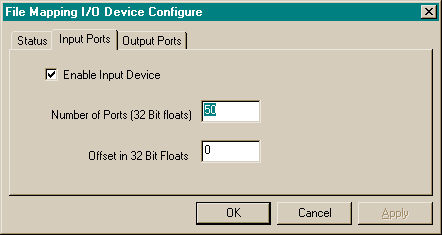 File Mapping I/O Device Configure
Status Input Ports Output Ports
Enable Input Device
Number of Ports (32 Bit floats) 50
Offset in 32 Bit Floats 0
OK Cancel Apply